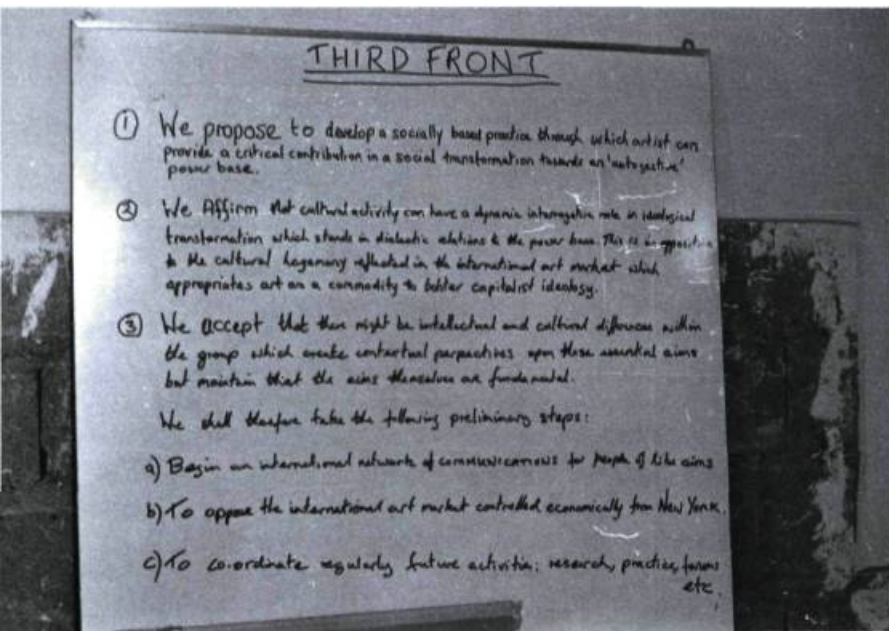 THIRD FRONT
① We propose to develop a socially based practice through which artist can
provide a critical contribution in a social transformation towards an 'autogestive'
power base.
② We Affirm that cultural activity can have a dynamic interrogative role in ideological
transformation which stands in dialectic relations to the power base. This is in opposition
to the cultural hegemony reflected in the international art market which
appropriates art as a commodity to bolster capitalist ideology.
③ We accept that there might be intellectual and cultural differences within
the group which create contextual perspectives upon these essential aims
but maintain that the aims themselves are fundamental.
We shall therefore take the following preliminary steps:
a) Begin an international network of communications for people of like aims
b) To oppose the international art market controlled economically from New York.
c) To co-ordinate regularly future activities; research, practice, forums
etc.